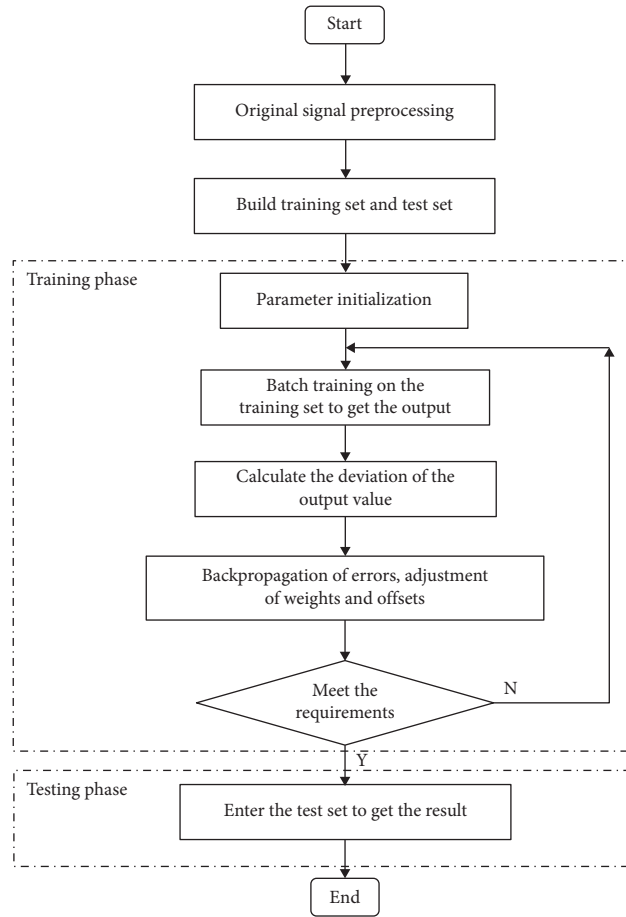 Start
Original signal preprocessing
Build training set and test set
Training phase
Parameter initialization
Batch training on the
training set to get the output
Calculate the deviation of the
output value
Backpropagation of errors, adjustment
of weights and offsets
Meet the
requirements
N
Y
Testing phase
Enter the test set to get the result
End